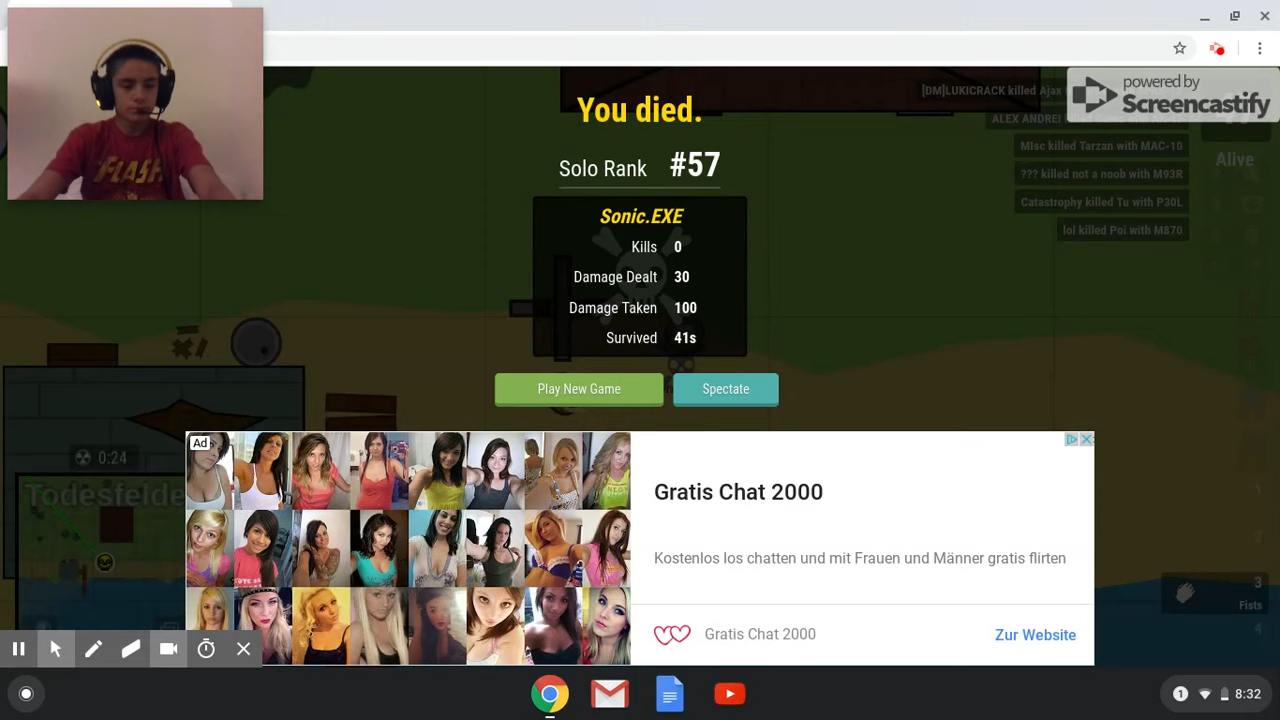 powered by
Screencastify
You died.
Solo Rank #57
Sonic.EXE
Kills 0
Damage Dealt 30
Damage Taken 100
Survived 41s
Play New Game
Spectate
[DM]LUKICRACK killed Ajax
ALEX ANDREI
MIsc killed Tarzan with MAC-10
??? killed not a noob with M93R
Catastrophy killed Tu with P30L
lol killed Poi with M870
Alive
FLASH
0:24
Todesfelde
Ad
Gratis Chat 2000
Kostenlos los chatten und mit Frauen und Männer gratis flirten
Gratis Chat 2000
Zur Website
3
Fists
4
1
8:32